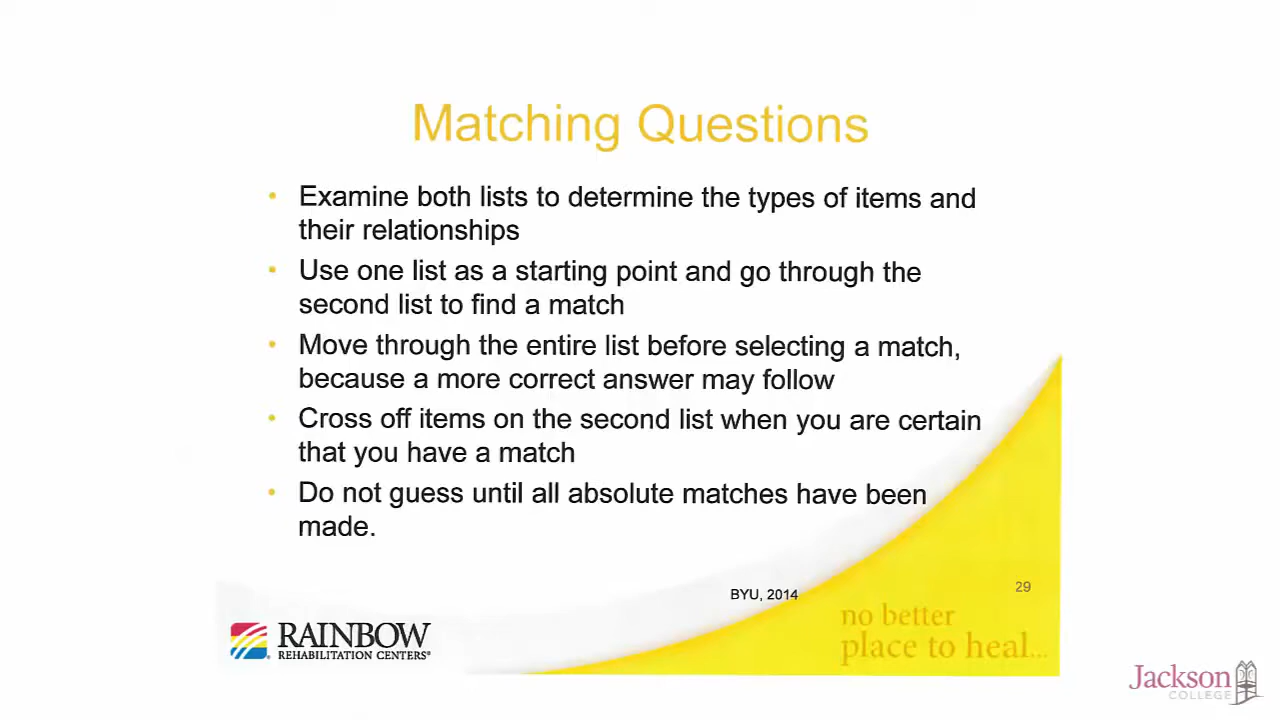 Matching Questions
• Examine both lists to determine the types of items and
their relationships
• Use one list as a starting point and go through the
second list to find a match
• Move through the entire list before selecting a match,
because a more correct answer may follow
• Cross off items on the second list when you are certain
that you have a match
• Do not guess until all absolute matches have been
made.
BYU, 2014
29
no better
place to heal...
RAINBOW
REHABILITATION CENTERS®
Jackson
COLLEGE